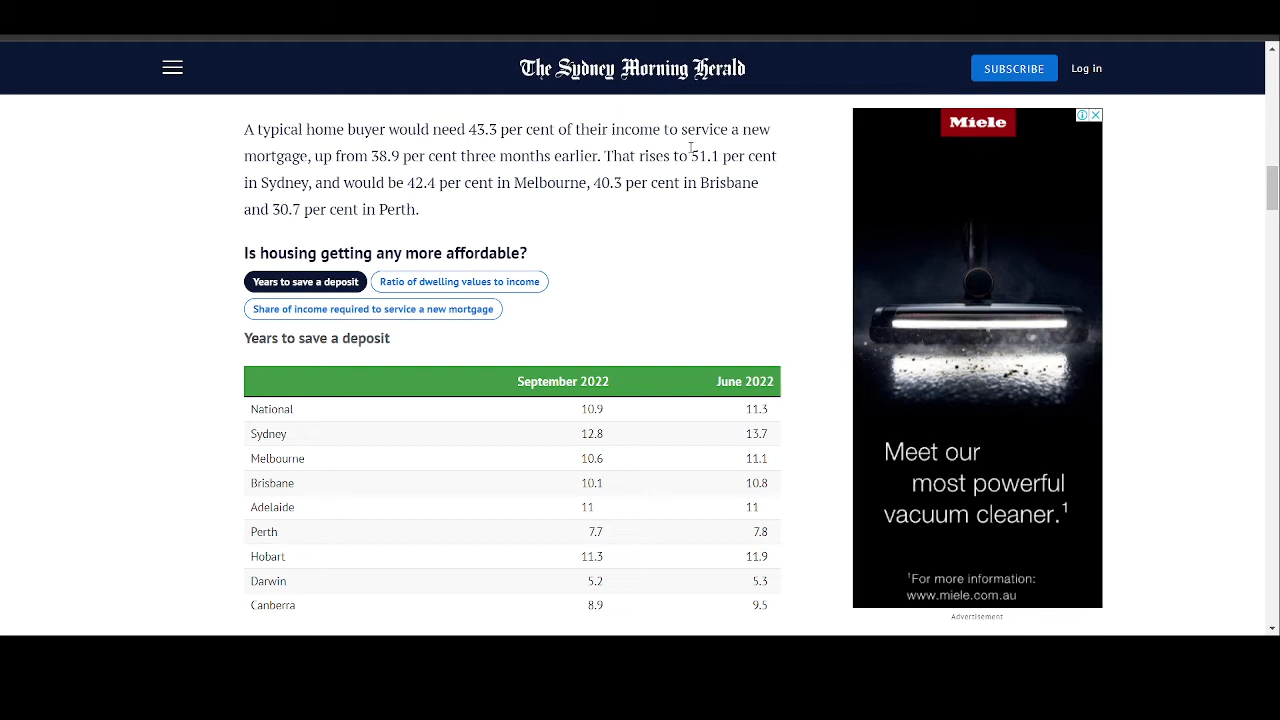 The Sydney Morning Herald
SUBSCRIBE
Log in
A typical home buyer would need 43.3 per cent of their income to service a new
mortgage, up from 38.9 per cent three months earlier. That rises to 51.1 per cent
in Sydney, and would be 42.4 per cent in Melbourne, 40.3 per cent in Brisbane
and 30.7 per cent in Perth.
Is housing getting any more affordable?
Years to save a deposit
Ratio of dwelling values to income
Share of income required to service a new mortgage
Years to save a deposit
September 2022 June 2022
National 10.9 11.3
Sydney 12.8 13.7
Melbourne 10.6 11.1
Brisbane 10.1 10.8
Adelaide 11 11
Perth 7.7 7.8
Hobart 11.3 11.9
Darwin 5.2 5.3
Canberra 8.9 9.5
Miele
Meet our
most powerful
vacuum cleaner.¹
¹For more information:
www.miele.com.au
Advertisement